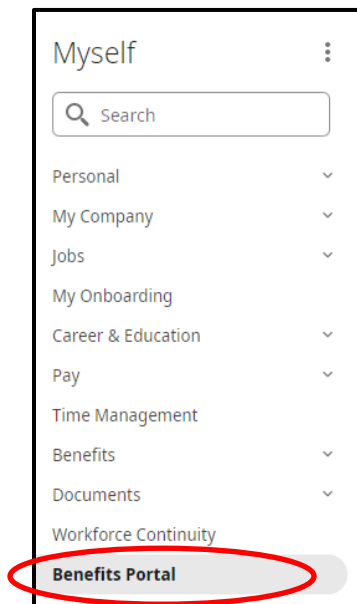 Myself
Search
Personal
My Company
Jobs
My Onboarding
Career & Education
Pay
Time Management
Benefits
Documents
Workforce Continuity
Benefits Portal